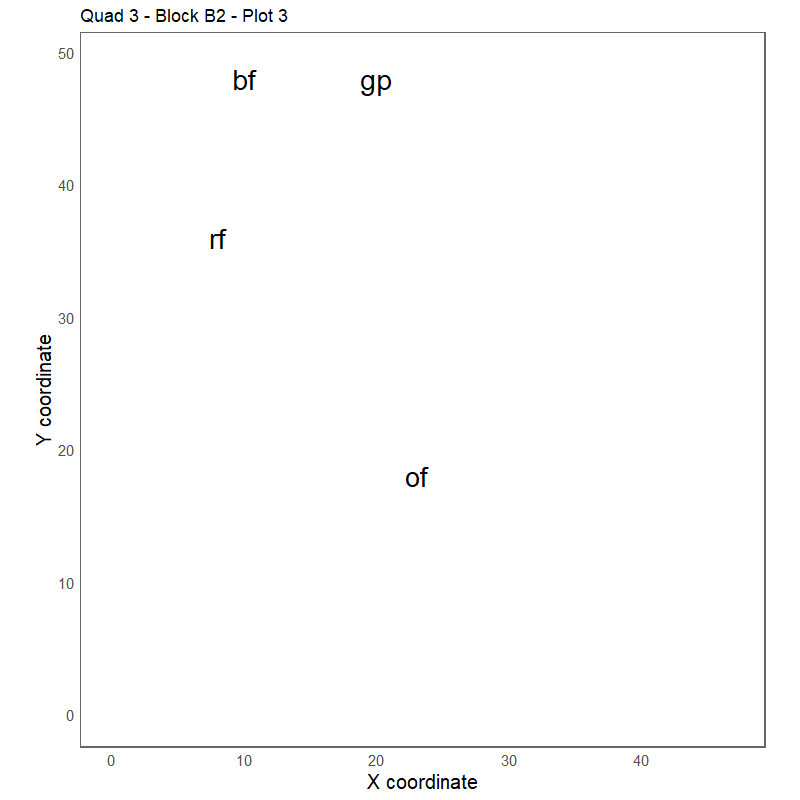 Quad 3 - Block B2 - Plot 3
50
bf gp
40
rf
30
Y coordinate
20
of
10
0
0 10 20 30 40
X coordinate